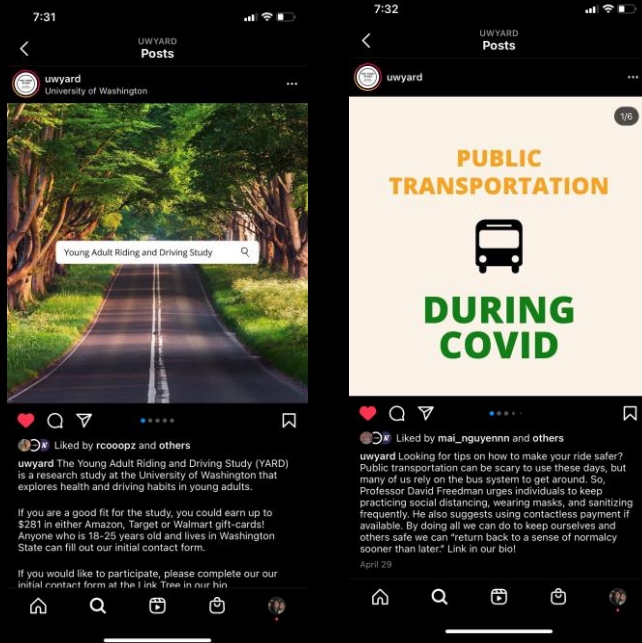 7:31
UWYARD
Posts
uwyard
University of Washington
Young Adult Riding and Driving Study
Liked by rcooopz and others
uwyard The Young Adult Riding and Driving Study (YARD)
is a research study at the University of Washington that
explores health and driving habits in young adults.
If you are a good fit for the study, you could earn up to
$281 in either Amazon, Target or Walmart gift-cards!
Anyone who is 18-25 years old and lives in Washington
State can fill out our initial contact form.
If you would like to participate, please complete our our
initial contact form at the Link Tree in our bio
7:32
UWYARD
Posts
uwyard
1/6
PUBLIC
TRANSPORTATION
DURING
COVID
Liked by mai_nguyennn and others
uwyard Looking for tips on how to make your ride safer?
Public transportation can be scary to use these days, but
many of us rely on the bus system to get around. So,
Professor David Freedman urges individuals to keep
practicing social distancing, wearing masks, and sanitizing
frequently. He also suggests using contactless payment if
available. By doing all we can do to keep ourselves and
others safe we can “return back to a sense of normalcy
sooner than later.” Link in our bio!
April 29